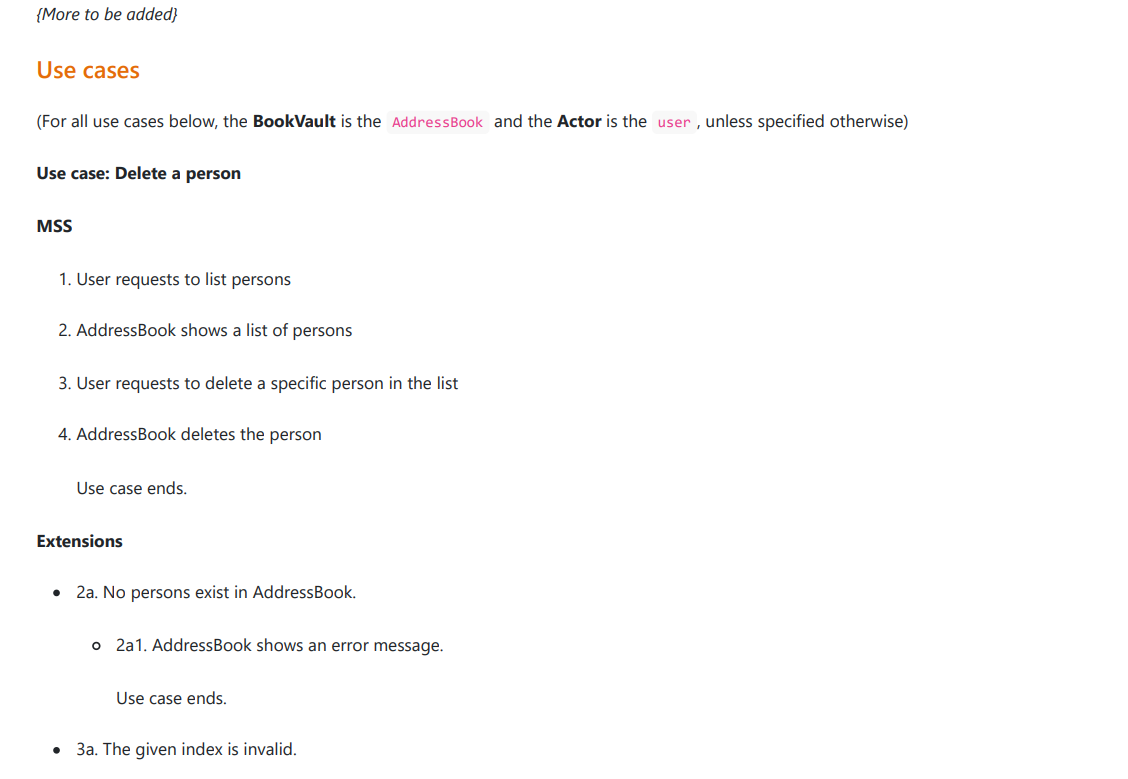 {More to be added}
Use cases
(For all use cases below, the BookVault is the AddressBook and the Actor is the user , unless specified otherwise)
Use case: Delete a person
MSS
1. User requests to list persons
2. AddressBook shows a list of persons
3. User requests to delete a specific person in the list
4. AddressBook deletes the person
Use case ends.
Extensions
• 2a. No persons exist in AddressBook.
○ 2a1. AddressBook shows an error message.
Use case ends.
• 3a. The given index is invalid.